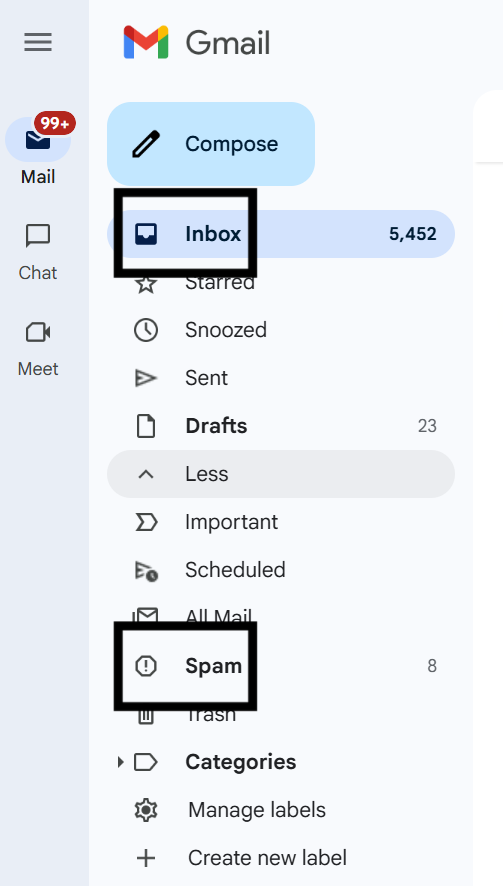 Gmail
99+
Mail
Chat
Meet
Compose
Inbox 5,452
Starred
Snoozed
Sent
Drafts 23
Less
Important
Scheduled
All Mail
Spam 8
Trash
Categories
Manage labels
Create new label